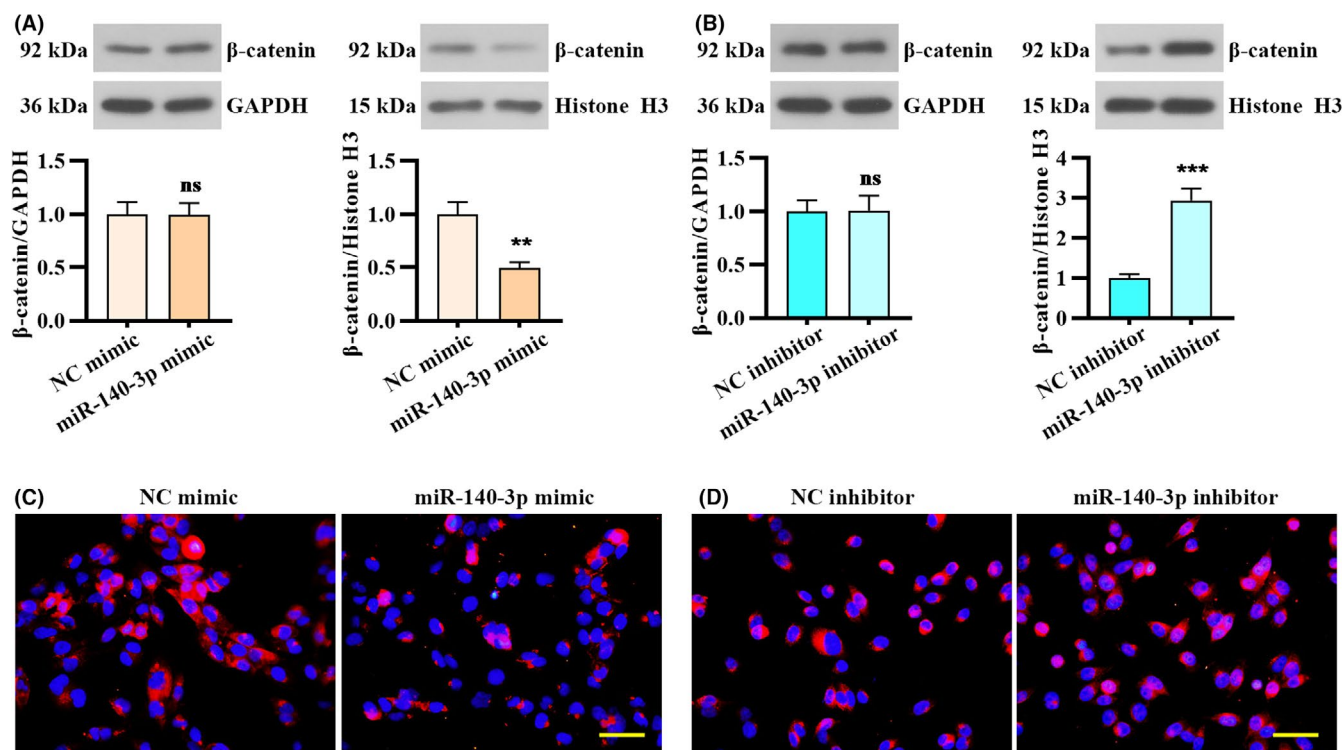 (A)
92 kDa β-catenin
36 kDa GAPDH
β-catenin/GAPDH
1.5
1.0
0.5
0.0
ns
NC mimic
miR-140-3p mimic
92 kDa β-catenin
15 kDa Histone H3
β-catenin/Histone H3
1.5
1.0
0.5
0.0
**
NC mimic
miR-140-3p mimic
(B)
92 kDa β-catenin
36 kDa GAPDH
β-catenin/GAPDH
1.5
1.0
0.5
0.0
ns
NC inhibitor
miR-140-3p inhibitor
92 kDa β-catenin
15 kDa Histone H3
β-catenin/Histone H3
4
3
2
1
0
***
NC inhibitor
miR-140-3p inhibitor
(C) NC mimic miR-140-3p mimic
(D) NC inhibitor miR-140-3p inhibitor